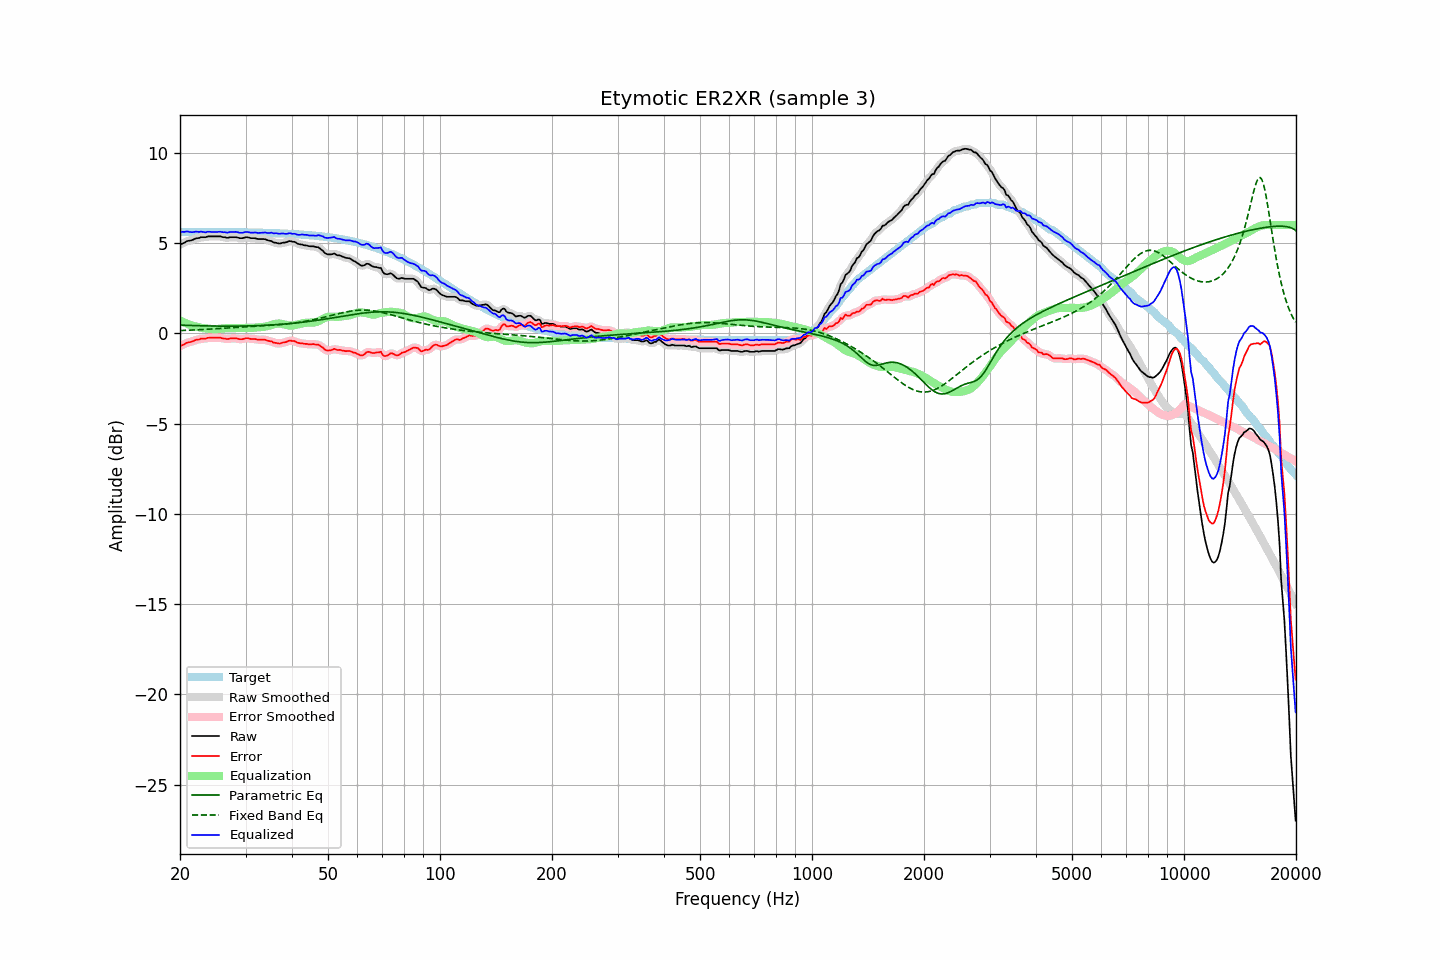 Etymotic ER2XR (sample 3)
Amplitude (dBr)
10
5
0
−5
−10
−15
−20
−25
Target
Raw Smoothed
Error Smoothed
Raw
Error
Equalization
Parametric Eq
Fixed Band Eq
Equalized
20 50 100 200 500 1000 2000 5000 10000 20000
Frequency (Hz)